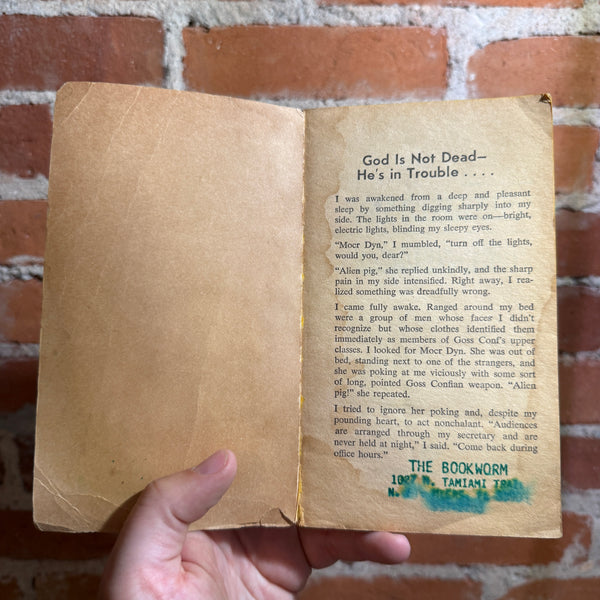 God Is Not Dead—
He's in Trouble . . . .
I was awakened from a deep and pleasant
sleep by something digging sharply into my
side. The lights in the room were on—bright,
electric lights, blinding my sleepy eyes.
"Mocr Dyn," I mumbled, "turn off the lights,
would you, dear?"
"Alien pig," she replied unkindly, and the sharp
pain in my side intensified. Right away, I rea-
lized something was dreadfully wrong.
I came fully awake. Ranged around my bed
were a group of men whose faces I didn't
recognize but whose clothes identified them
immediately as members of Goss Conf's upper
classes. I looked for Mocr Dyn. She was out of
bed, standing next to one of the strangers, and
she was poking at me viciously with some sort
of long, pointed Goss Confian weapon. "Alien
pig!" she repeated.
I tried to ignore her poking and, despite my
pounding heart, to act nonchalant. "Audiences
are arranged through my secretary and are
never held at night," I said. "Come back during
office hours."
THE BOOKWORM
TAMIAMI
N.